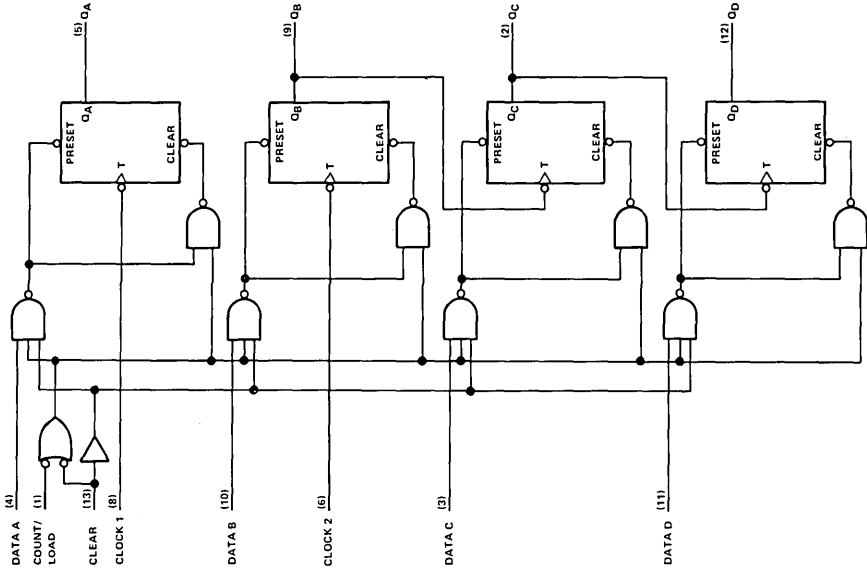 DATA A (4)
COUNT/ (1)
LOAD
CLEAR (13)
CLOCK 1 (8)
DATA B (10)
CLOCK 2 (6)
DATA C (3)
DATA D (11)
PRESET
QA
T
CLEAR
(5) QA
PRESET
QB
T
CLEAR
(9) QB
PRESET
QC
T
CLEAR
(2) QC
PRESET
QD
T
CLEAR
(12) QD